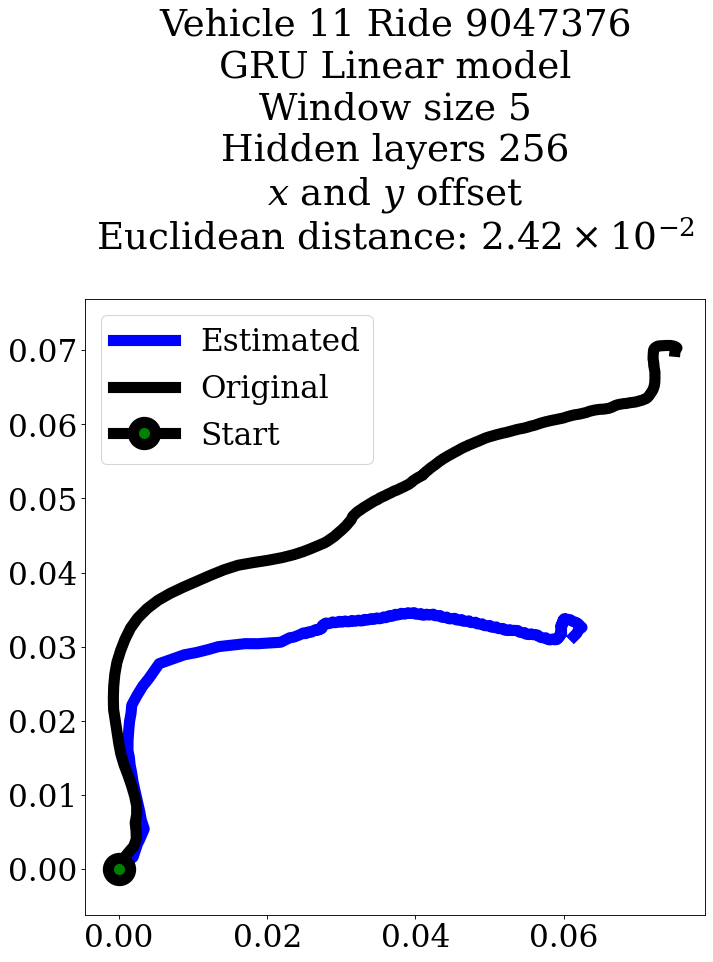 Vehicle 11 Ride 9047376
GRU Linear model
Window size 5
Hidden layers 256
x and y offset
Euclidean distance: 2.42 × 10⁻²
Estimated
Original
Start
0.07
0.06
0.05
0.04
0.03
0.02
0.01
0.00
0.00 0.02 0.04 0.06